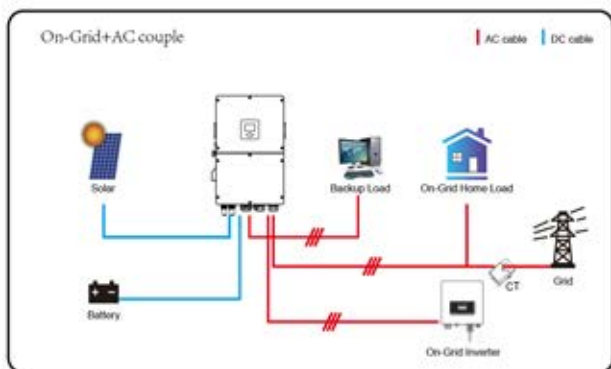 On-Grid+AC couple
AC cable
DC cable
Solar
Backup Load
On-Grid Home Load
CT
Grid
Battery
On-Grid Inverter